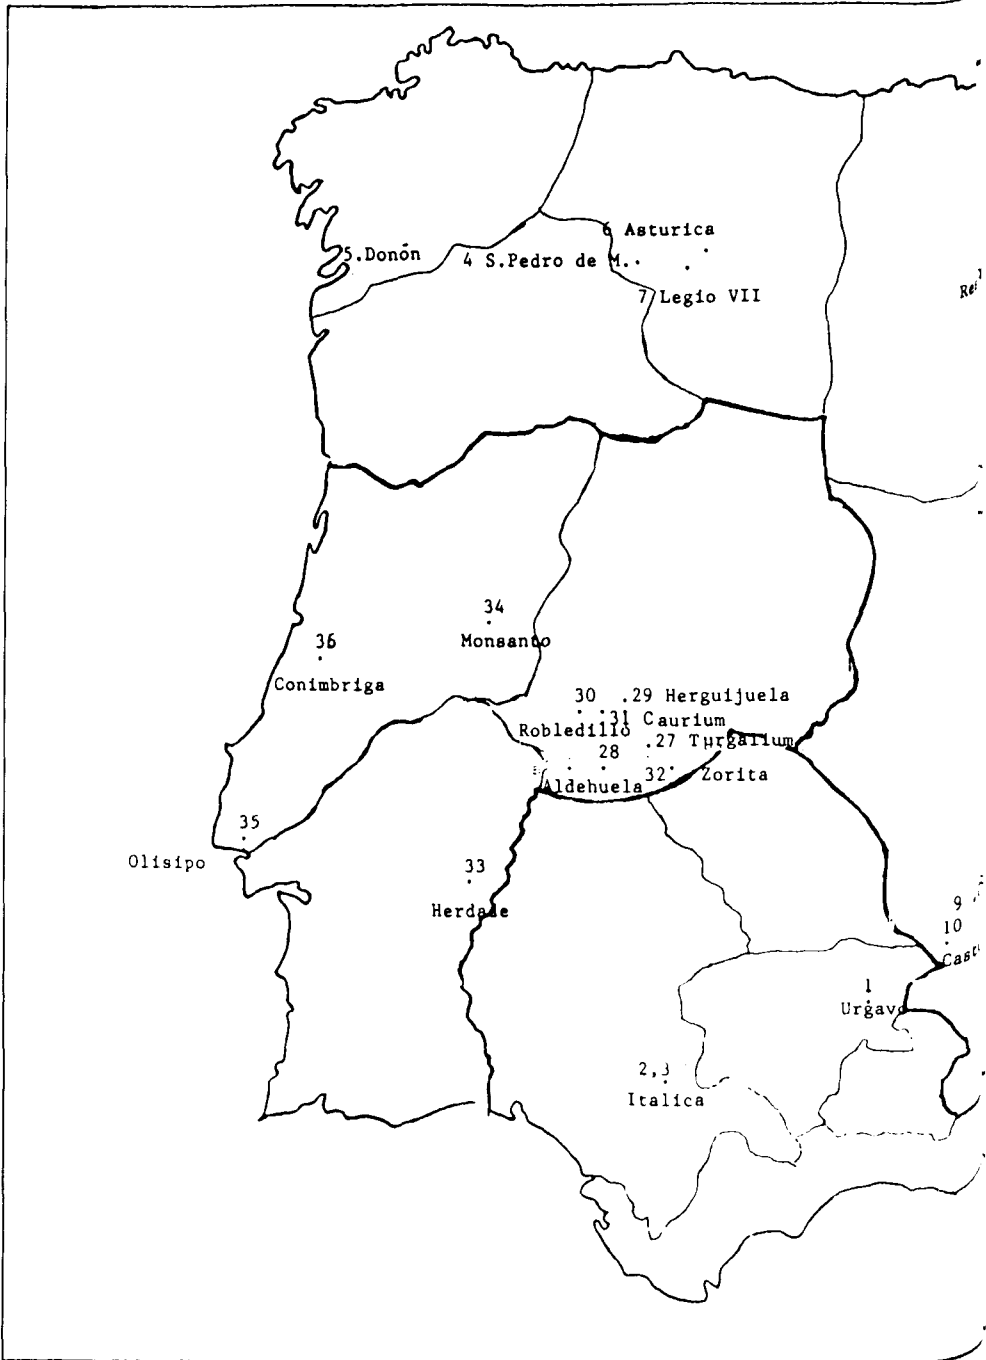 6 Asturica
5.Donón
4 S.Pedro de M.
7 Legio VII
34
Monsanto
36
Conimbriga
30
.29 Herguijuela
31 Caurium
Robledillo
.27 Turgalium
28
Aldehuela
32
Zorita
35
Olisipo
33
Herdade
9
10
Cast
1
Urgavo
2,3
Italica